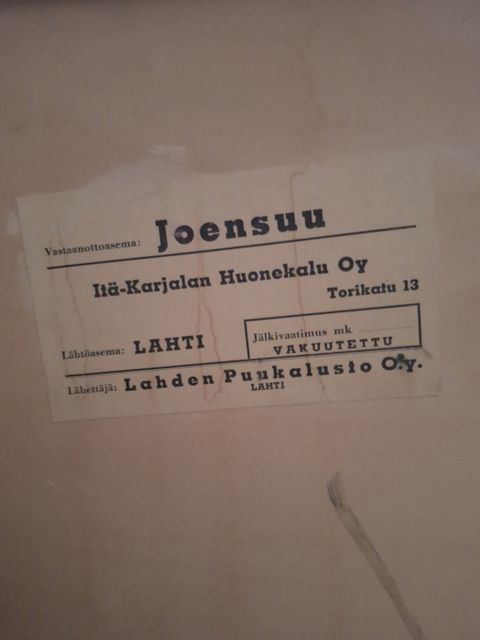 Vastaanottoasema: Joensuu
Itä-Karjalan Huonekalu Oy
Torikatu 13
Lähtöasema: LAHTI
Jälkivaatimus mk
VAKUUTETTU
Lähettäjä: Lahden Puukalusto O.y.
LAHTI